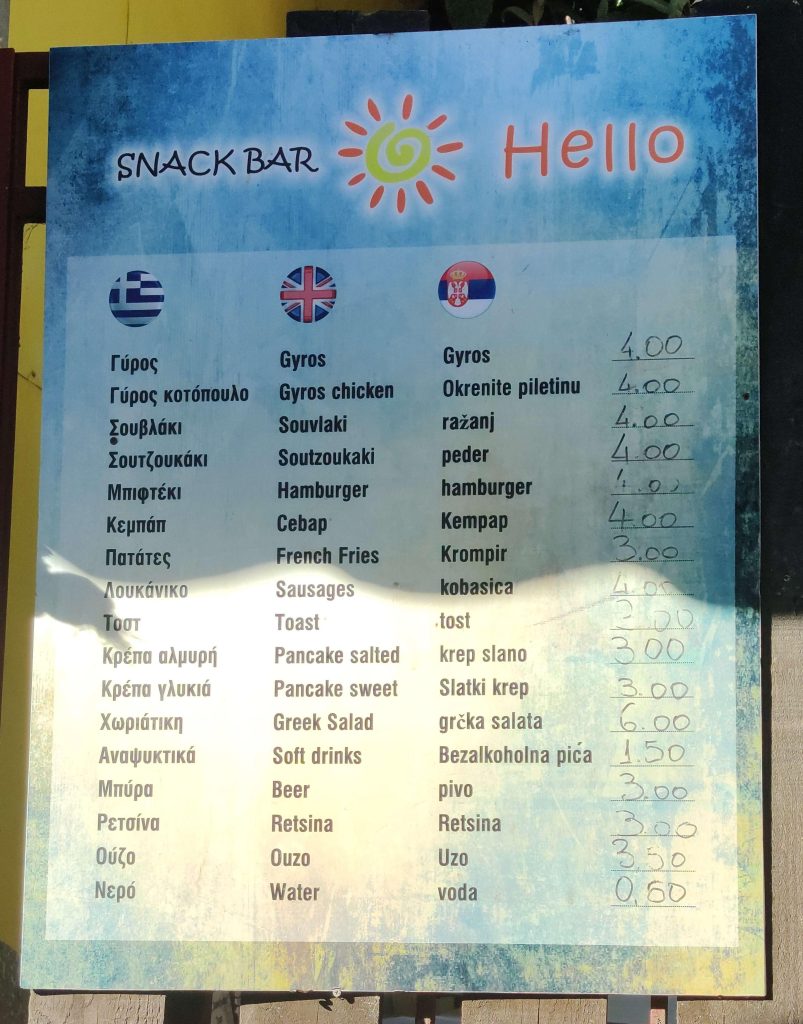 SNACK BAR Hello
Γύρος Gyros Gyros 4.00
Γύρος κοτόπουλο Gyros chicken Okrenite piletinu 4.00
Σουβλάκι Souvlaki ražanj 4.00
Σουτζουκάκι Soutzoukaki peder 4.00
Μπιφτέκι Hamburger hamburger 4.00
Κεμπάπ Cebap Kempap 4.00
Πατάτες French Fries Krompir 3.00
Λουκάνικο Sausages kobasica 4.00
Τοστ Toast tost
Κρέπα αλμυρή Pancake salted krep slano 3.00
Κρέπα γλυκιά Pancake sweet Slatki krep 3.00
Χωριάτικη Greek Salad grčka salata 6.00
Αναψυκτικά Soft drinks Bezalkoholna pića 1.50
Μπύρα Beer pivo 3.00
Ρετσίνα Retsina Retsina 3.00
Ούζο Ouzo Uzo 3.50
Νερό Water voda 0,50